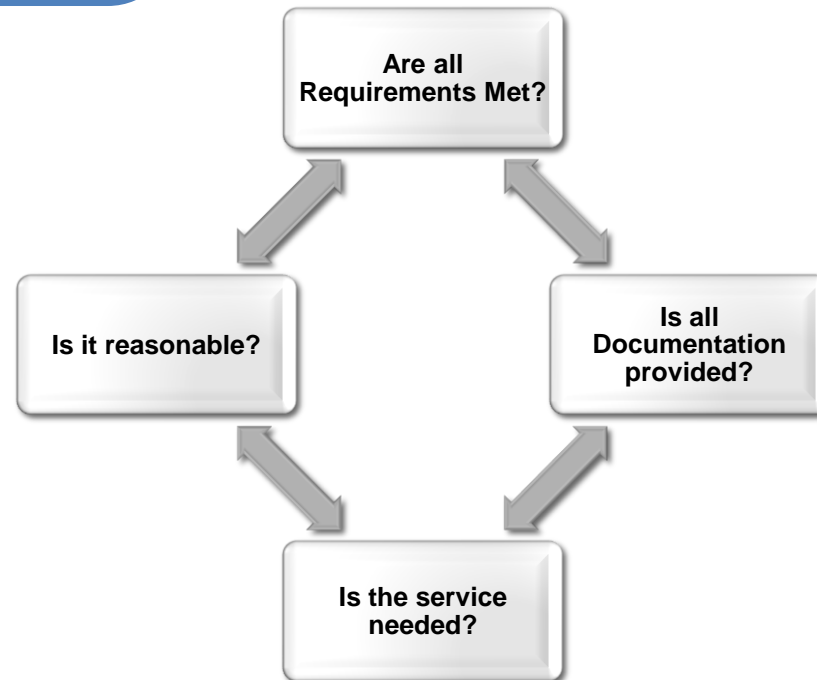 Are all
Requirements Met?
Is it reasonable?
Is all
Documentation
provided?
Is the service
needed?